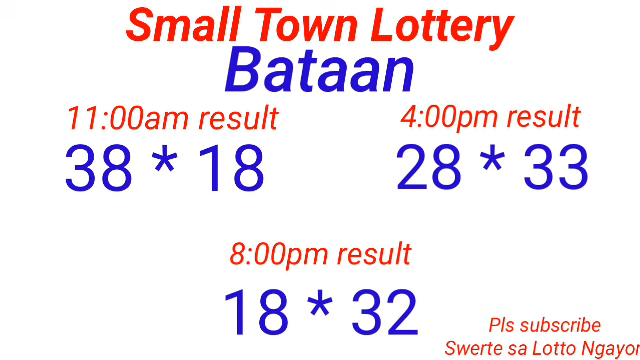 Small Town Lottery
Bataan
11:00am result
38 * 18
4:00pm result
28 * 33
8:00pm result
18 * 32
Pls subscribe
Swerte sa Lotto Ngayon